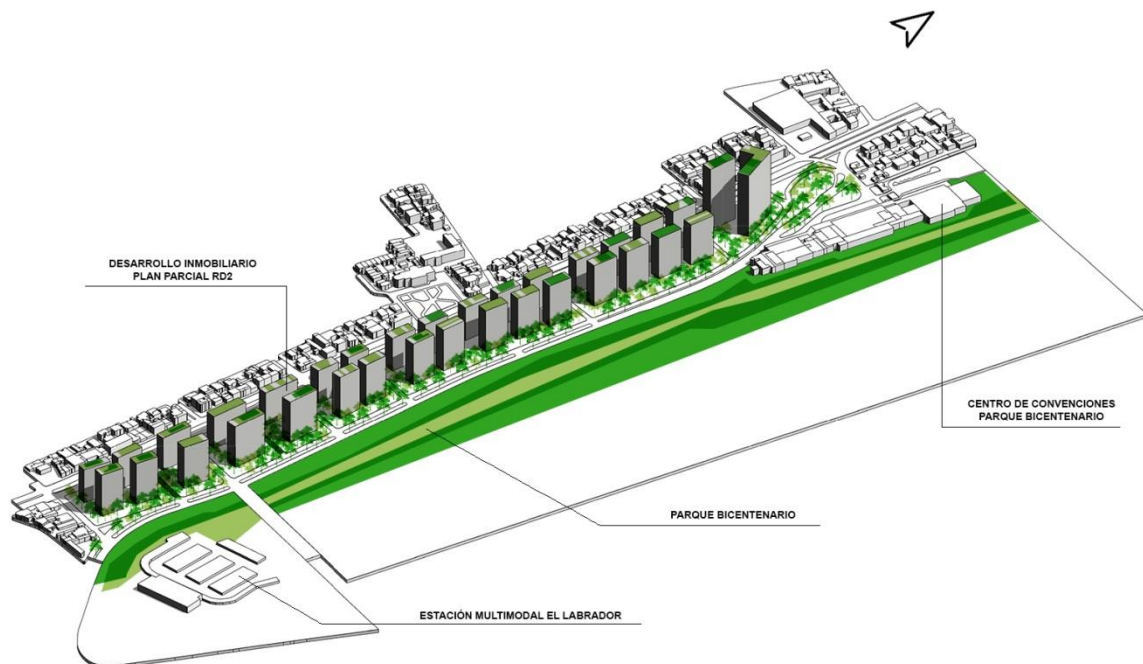 DESARROLLO INMOBILIARIO
PLAN PARCIAL RD2
CENTRO DE CONVENCIONES
PARQUE BICENTENARIO
PARQUE BICENTENARIO
ESTACIÓN MULTIMODAL EL LABRADOR